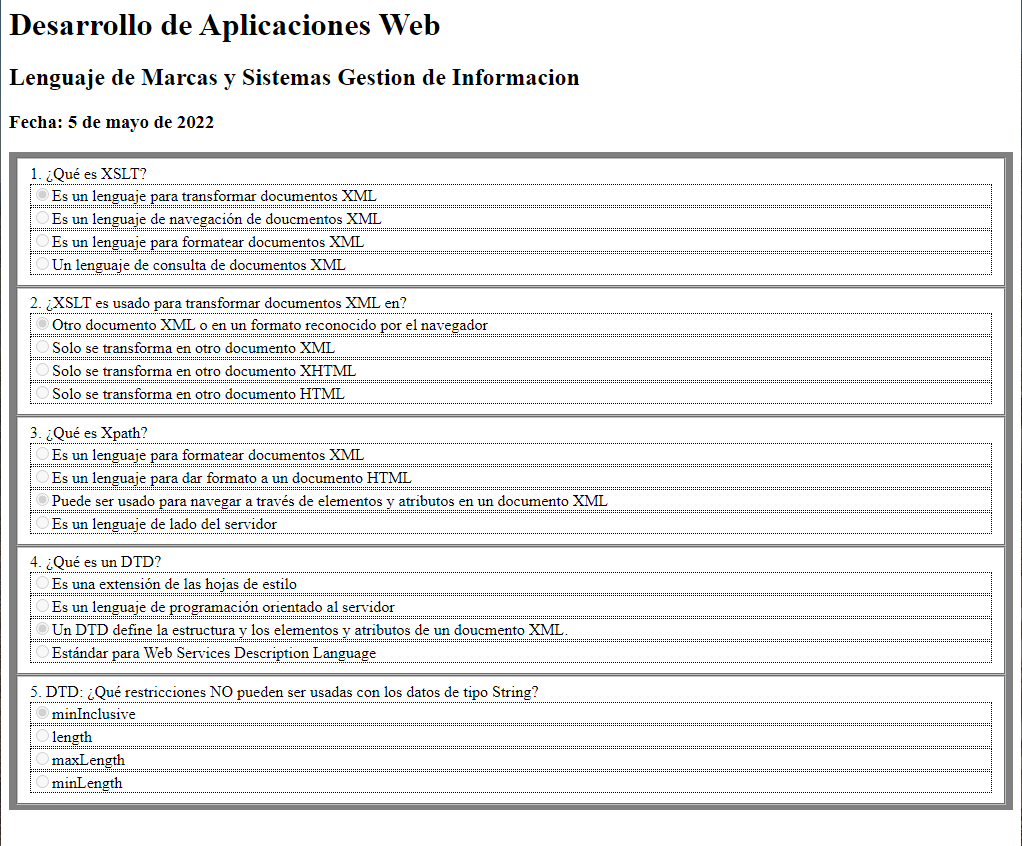 Desarrollo de Aplicaciones Web
Lenguaje de Marcas y Sistemas Gestion de Informacion
Fecha: 5 de mayo de 2022
1. ¿Qué es XSLT?
Es un lenguaje para transformar documentos XML
Es un lenguaje de navegación de doucmentos XML
Es un lenguaje para formatear documentos XML
Un lenguaje de consulta de documentos XML
2. ¿XSLT es usado para transformar documentos XML en?
Otro documento XML o en un formato reconocido por el navegador
Solo se transforma en otro documento XML
Solo se transforma en otro documento XHTML
Solo se transforma en otro documento HTML
3. ¿Qué es Xpath?
Es un lenguaje para formatear documentos XML
Es un lenguaje para dar formato a un documento HTML
Puede ser usado para navegar a través de elementos y atributos en un documento XML
Es un lenguaje de lado del servidor
4. ¿Qué es un DTD?
Es una extensión de las hojas de estilo
Es un lenguaje de programación orientado al servidor
Un DTD define la estructura y los elementos y atributos de un doucmento XML.
Estándar para Web Services Description Language
5. DTD: ¿Qué restricciones NO pueden ser usadas con los datos de tipo String?
minInclusive
length
maxLength
minLength